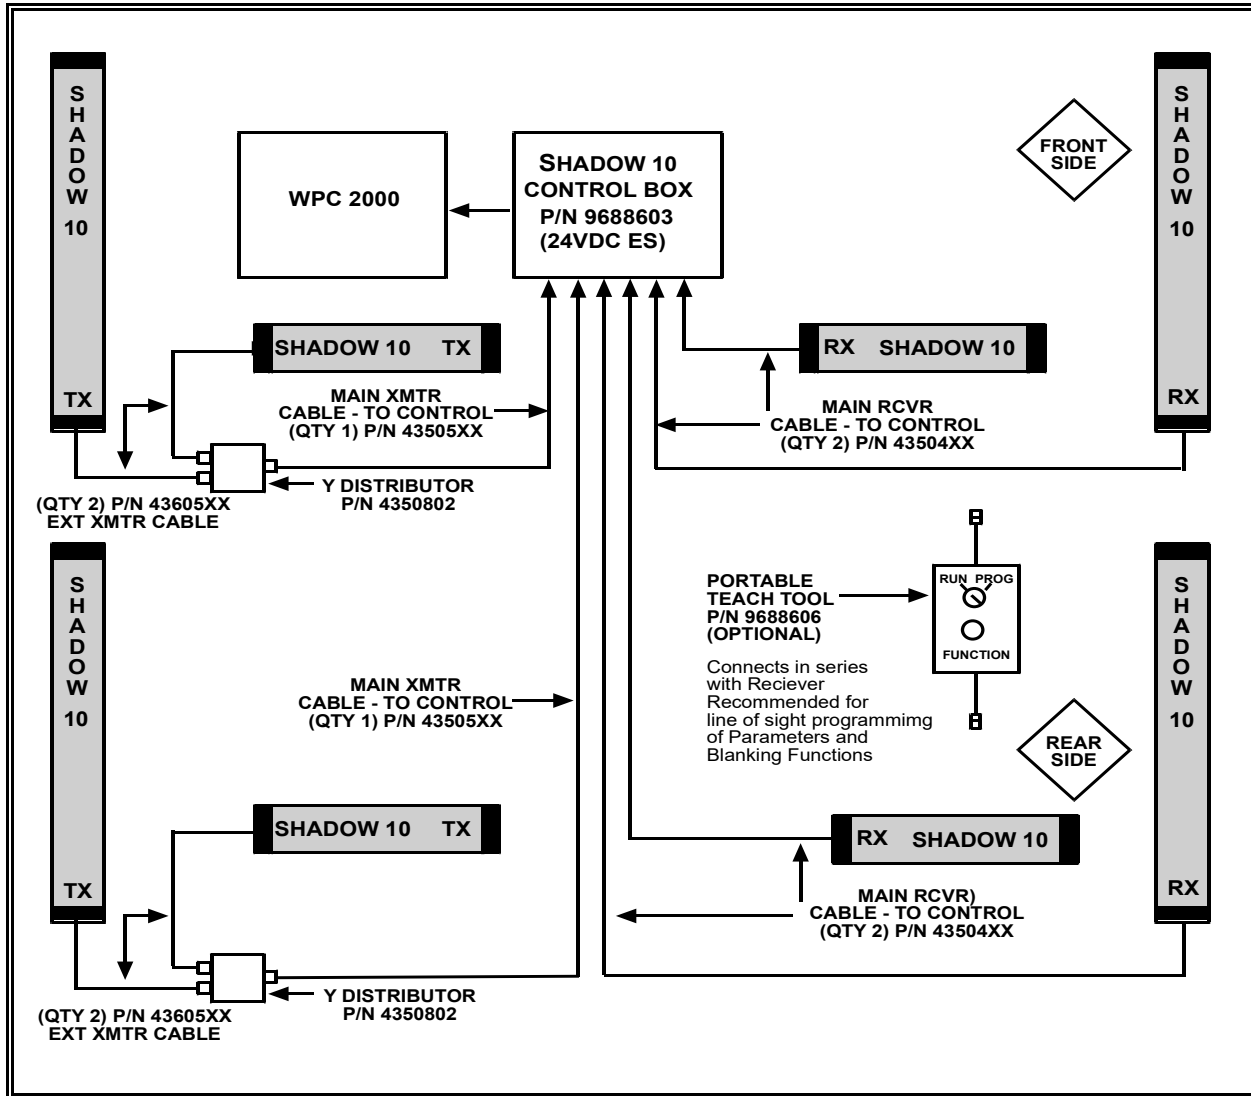 SHADOW 10
TX
WPC 2000
SHADOW 10
CONTROL BOX
P/N 9688603
(24VDC ES)
FRONT
SIDE
SHADOW 10
RX
SHADOW 10 TX
RX SHADOW 10
MAIN XMTR
CABLE - TO CONTROL
(QTY 1) P/N 43505XX
MAIN RCVR
CABLE - TO CONTROL
(QTY 2) P/N 43504XX
Y DISTRIBUTOR
P/N 4350802
(QTY 2) P/N 43605XX
EXT XMTR CABLE
SHADOW 10
TX
PORTABLE
TEACH TOOL
P/N 9688606
(OPTIONAL)
Connects in series
with Reciever
Recommended for
line of sight programmimg
of Parameters and
Blanking Functions
RUN PROG
FUNCTION
REAR
SIDE
SHADOW 10
RX
MAIN XMTR
CABLE - TO CONTROL
(QTY 1) P/N 43505XX
SHADOW 10 TX
RX SHADOW 10
MAIN RCVR)
CABLE - TO CONTROL
(QTY 2) P/N 43504XX
Y DISTRIBUTOR
P/N 4350802
(QTY 2) P/N 43605XX
EXT XMTR CABLE